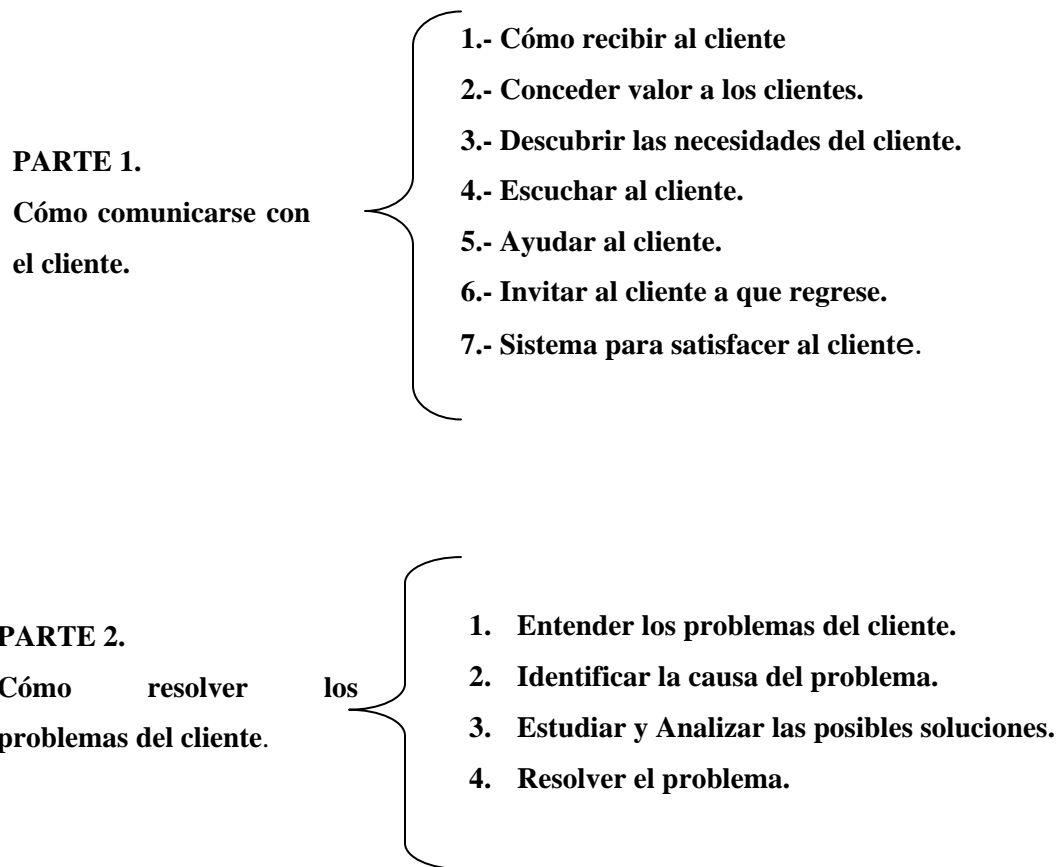 PARTE 1.
Cómo comunicarse con
el cliente.
1.- Cómo recibir al cliente
2.- Conceder valor a los clientes.
3.- Descubrir las necesidades del cliente.
4.- Escuchar al cliente.
5.- Ayudar al cliente.
6.- Invitar al cliente a que regrese.
7.- Sistema para satisfacer al cliente.
PARTE 2.
Cómo resolver los
problemas del cliente.
1. Entender los problemas del cliente.
2. Identificar la causa del problema.
3. Estudiar y Analizar las posibles soluciones.
4. Resolver el problema.